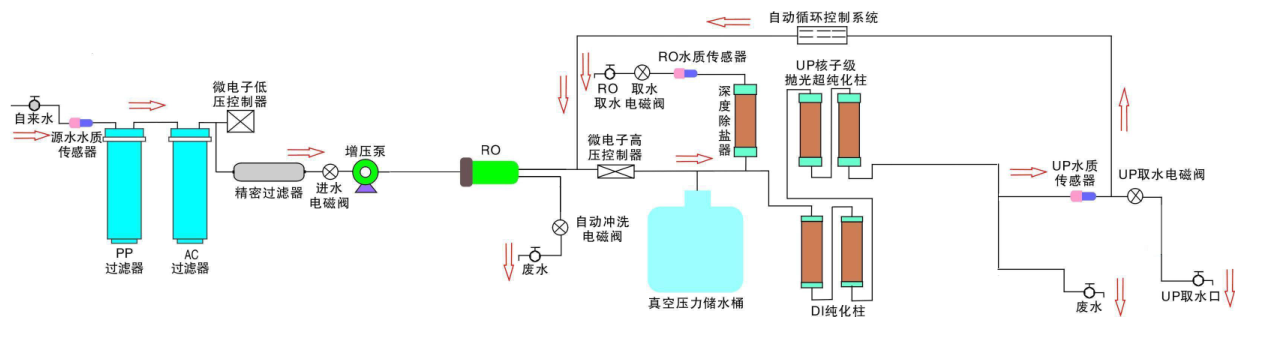 自动循环控制系统
RO水质传感器
UP核子级
抛光超纯化柱
微电子低
压控制器
RO
取水
取水
电磁阀
深
度
除
盐
器
自来水
源水水质
传感器
微电子高
压控制器
增压泵
RO
精密过滤器
进水
电磁阀
UP水质
传感器
UP取水电磁阀
自动冲洗
电磁阀
PP
过滤器
AC
过滤器
废水
真空压力储水桶
DI纯化柱
废水
UP取水口